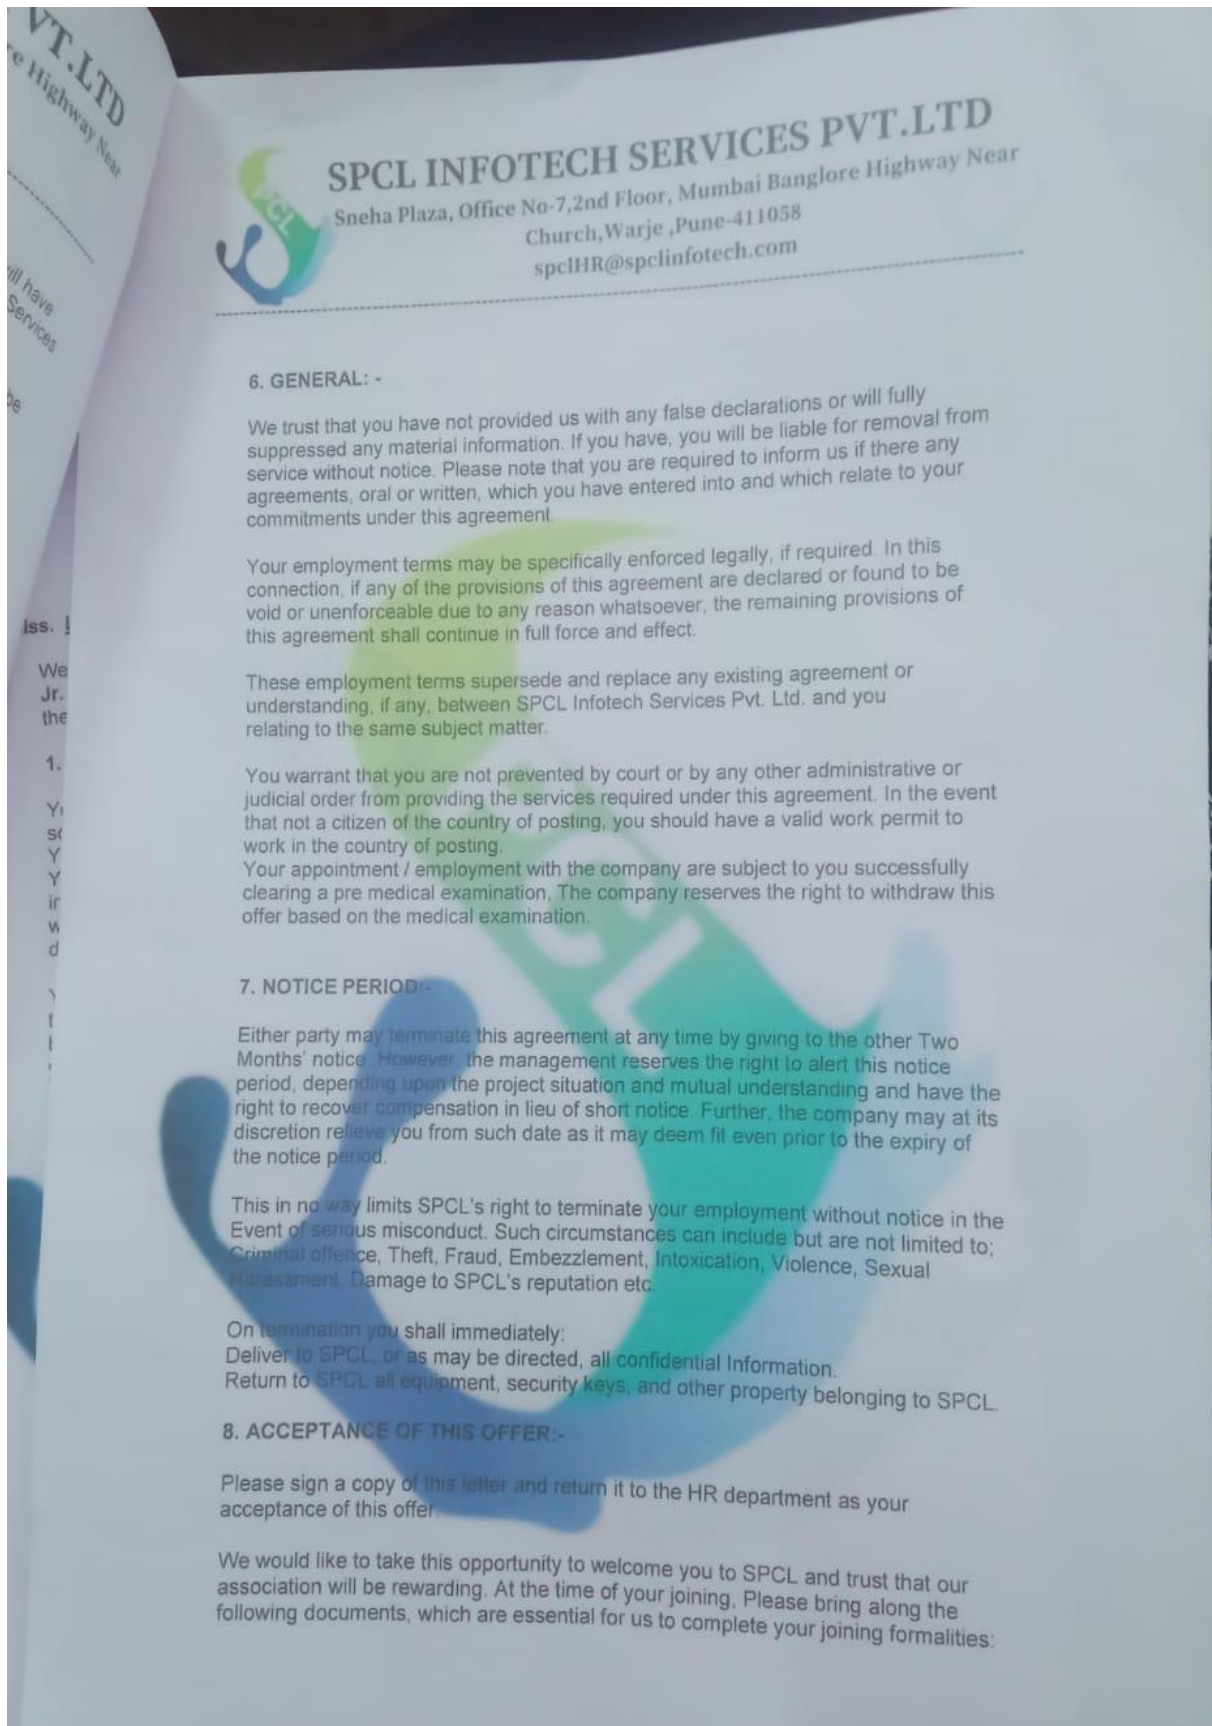 VT.LTD
e Highway Near
ill have
Services
be
iss.
We
Jr.
the
1.
SPCL INFOTECH SERVICES PVT.LTD
Sneha Plaza, Office No-7,2nd Floor, Mumbai Banglore Highway Near
Church,Warje ,Pune-411058
spclHR@spclinfotech.com
PCL
6. GENERAL: -
We trust that you have not provided us with any false declarations or will fully
suppressed any material information. If you have, you will be liable for removal from
service without notice. Please note that you are required to inform us if there any
agreements, oral or written, which you have entered into and which relate to your
commitments under this agreement.
Your employment terms may be specifically enforced legally, if required. In this
connection, if any of the provisions of this agreement are declared or found to be
void or unenforceable due to any reason whatsoever, the remaining provisions of
this agreement shall continue in full force and effect.
These employment terms supersede and replace any existing agreement or
understanding, if any, between SPCL Infotech Services Pvt. Ltd. and you
relating to the same subject matter.
You warrant that you are not prevented by court or by any other administrative or
judicial order from providing the services required under this agreement. In the event
that not a citizen of the country of posting, you should have a valid work permit to
work in the country of posting.
Your appointment / employment with the company are subject to you successfully
clearing a pre medical examination, The company reserves the right to withdraw this
offer based on the medical examination.
7. NOTICE PERIOD:-
Either party may terminate this agreement at any time by giving to the other Two
Months' notice. However, the management reserves the right to alert this notice
period, depending upon the project situation and mutual understanding and have the
right to recover compensation in lieu of short notice. Further, the company may at its
discretion relieve you from such date as it may deem fit even prior to the expiry of
the notice period.
This in no way limits SPCL's right to terminate your employment without notice in the
Event of serious misconduct. Such circumstances can include but are not limited to;
Criminal offence, Theft, Fraud, Embezzlement, Intoxication, Violence, Sexual
Harassment, Damage to SPCL's reputation etc.
On termination you shall immediately:
Deliver to SPCL, or as may be directed, all confidential Information.
Return to SPCL all equipment, security keys, and other property belonging to SPCL.
8. ACCEPTANCE OF THIS OFFER:-
Please sign a copy of this letter and return it to the HR department as your
acceptance of this offer.
We would like to take this opportunity to welcome you to SPCL and trust that our
association will be rewarding. At the time of your joining, Please bring along the
following documents, which are essential for us to complete your joining formalities: